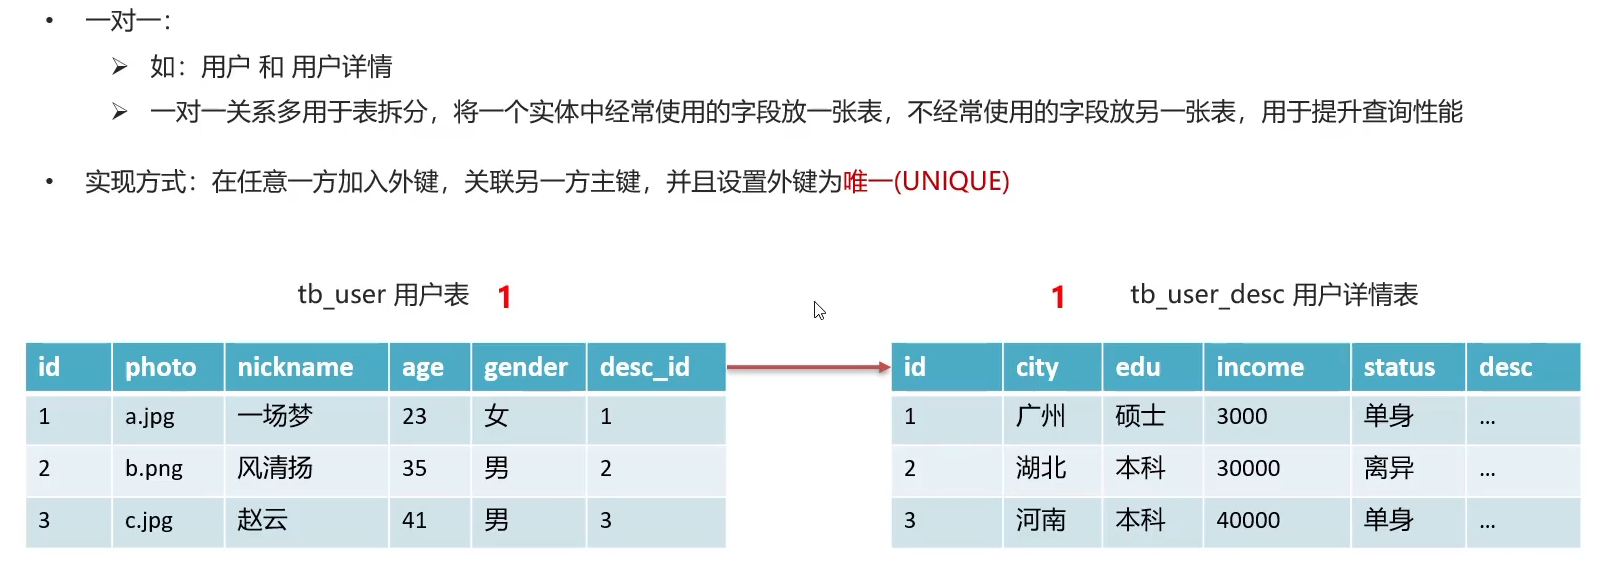 • 一对一：
➢ 如：用户 和 用户详情
➢ 一对一关系多用于表拆分，将一个实体中经常使用的字段放一张表，不经常使用的字段放另一张表，用于提升查询性能
• 实现方式：在任意一方加入外键，关联另一方主键，并且设置外键为唯一(UNIQUE)
tb_user 用户表 1
id photo nickname age gender desc_id
1 a.jpg 一场梦 23 女 1
2 b.png 风清扬 35 男 2
3 c.jpg 赵云 41 男 3
1 tb_user_desc 用户详情表
id city edu income status desc
1 广州 硕士 3000 单身 ...
2 湖北 本科 30000 离异 ...
3 河南 本科 40000 单身 ...